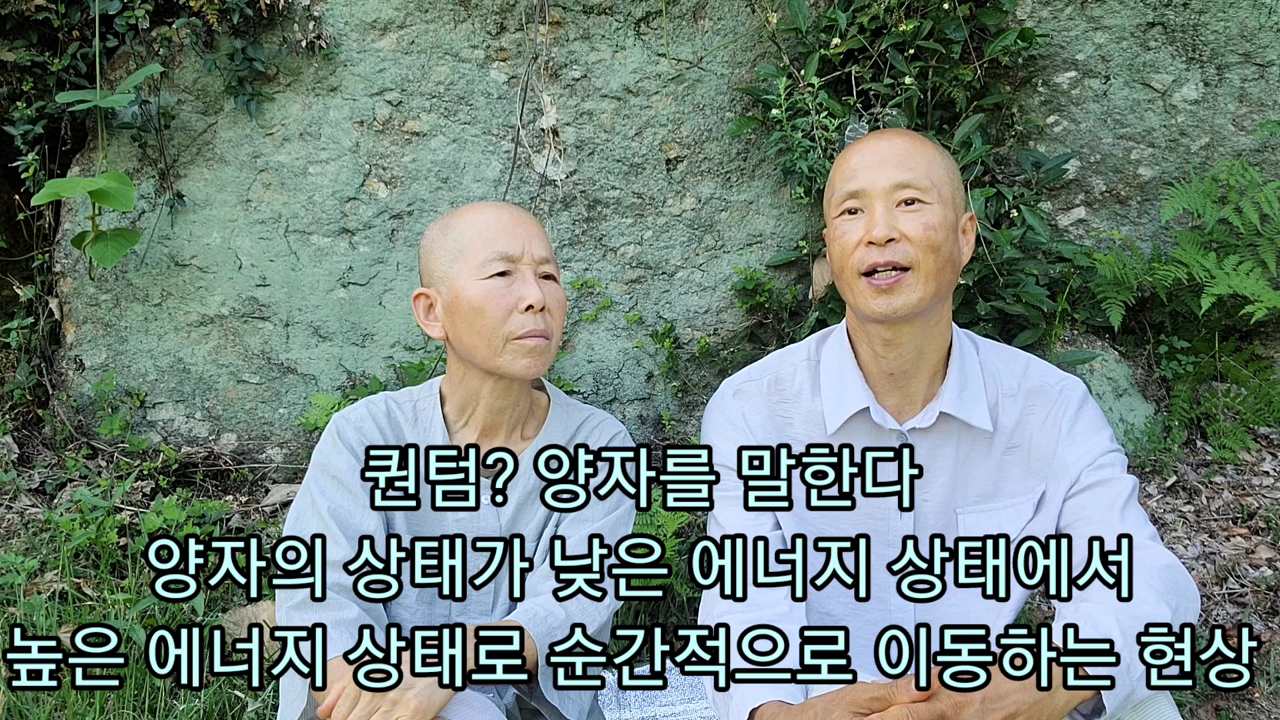 퀀텀? 양자를 말한다
양자의 상태가 낮은 에너지 상태에서
높은 에너지 상태로 순간적으로 이동하는 현상